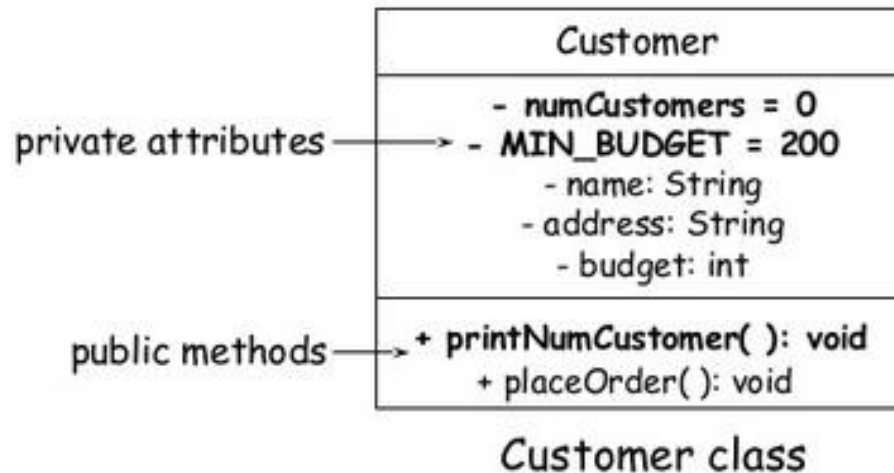 Customer
- numCustomers = 0
private attributes - MIN_BUDGET = 200
- name: String
- address: String
- budget: int
public methods + printNumCustomer( ): void
+ placeOrder( ): void
Customer class